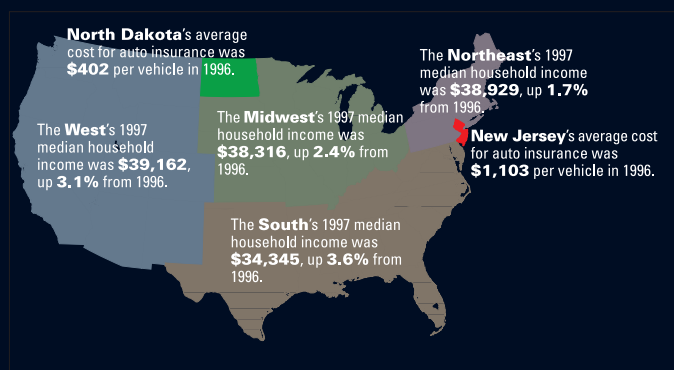 North Dakota's average
cost for auto insurance was
$402 per vehicle in 1996.
The Northeast's 1997
median household income
was $38,929, up 1.7%
from 1996.
The West's 1997
median household
income was $39,162,
up 3.1% from 1996.
The Midwest's 1997 median
household income was
$38,316, up 2.4% from
1996.
New Jersey's average cost
for auto insurance was
$1,103 per vehicle in 1996.
The South's 1997 median
household income was
$34,345, up 3.6% from
1996.